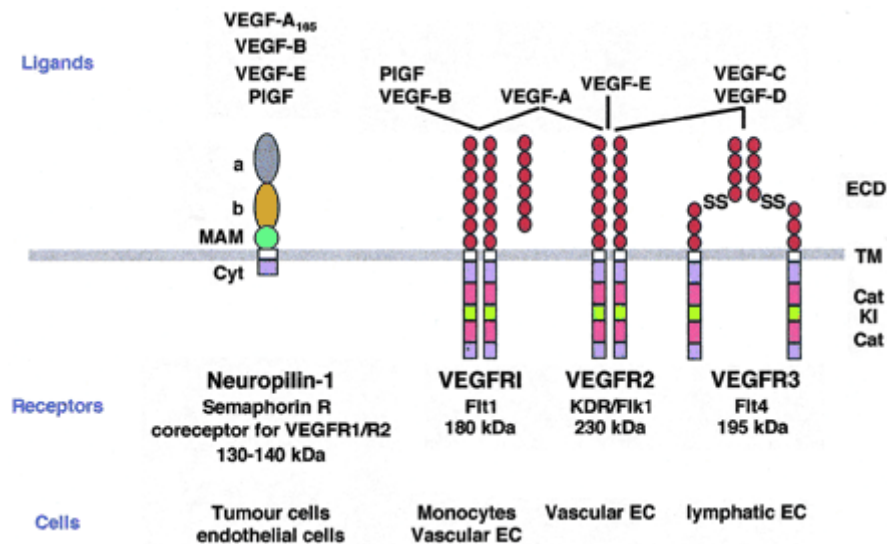 Ligands
VEGF-A165
VEGF-B
VEGF-E
PlGF
PlGF
VEGF-B
VEGF-A
VEGF-E
VEGF-C
VEGF-D
a
b
MAM
Cyt
SS SS
ECD
TM
Cat
KI
Cat
Receptors
Neuropilin-1
Semaphorin R
coreceptor for VEGFR1/R2
130-140 kDa
VEGFRI
Flt1
180 kDa
VEGFR2
KDR/Flk1
230 kDa
VEGFR3
Flt4
195 kDa
Cells
Tumour cells
endothelial cells
Monocytes
Vascular EC
Vascular EC
lymphatic EC